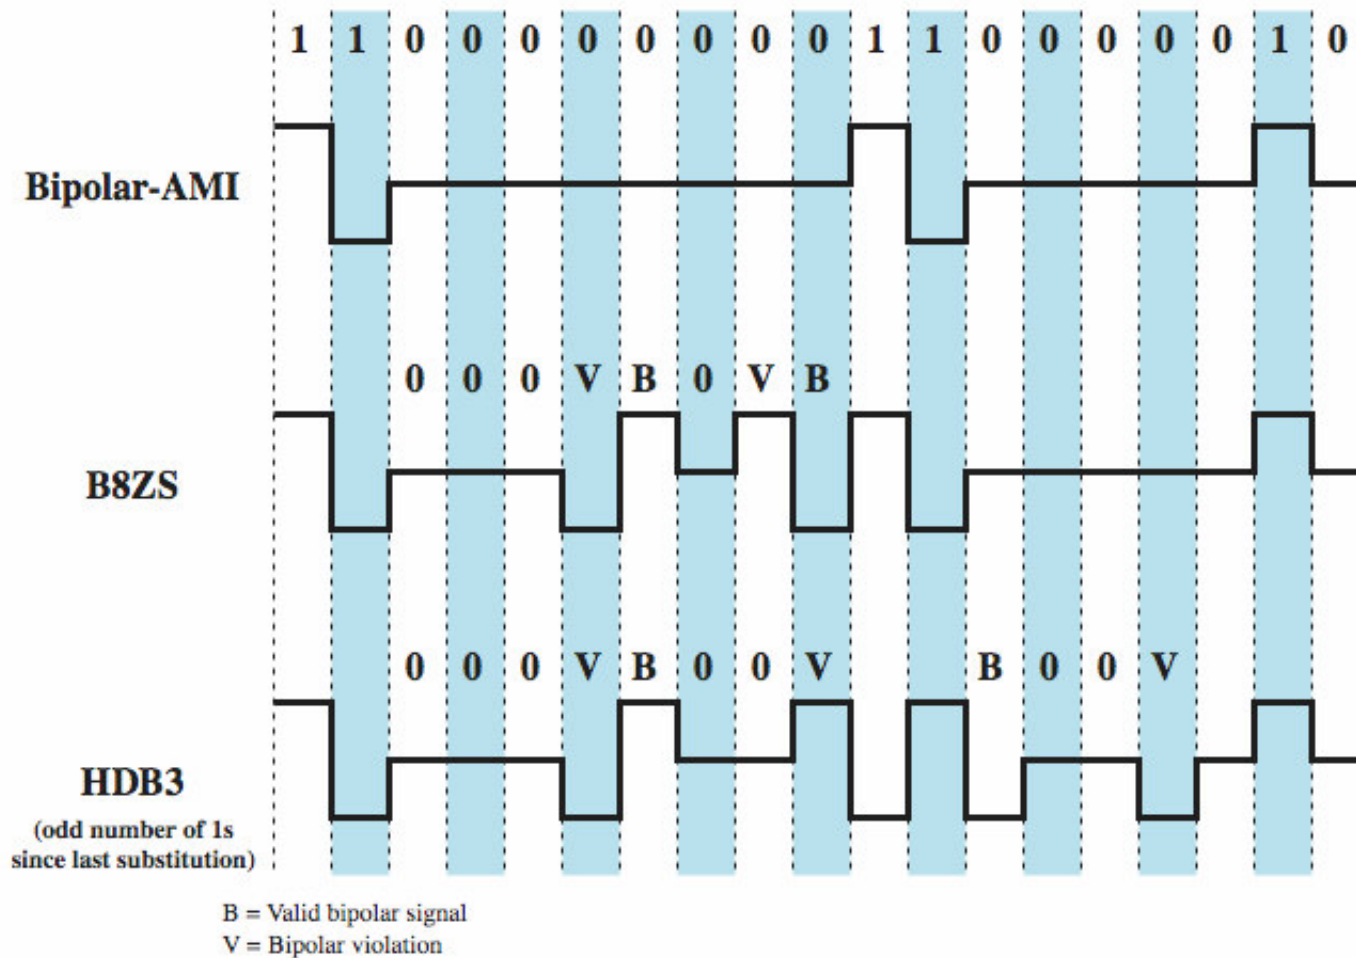 1 1 0 0 0 0 0 0 0 0 1 1 0 0 0 0 0 1 0
Bipolar-AMI
0 0 0 V B 0 V B
B8ZS
0 0 0 V B 0 0 V B 0 0 V
HDB3
(odd number of 1s
since last substitution)
B = Valid bipolar signal
V = Bipolar violation